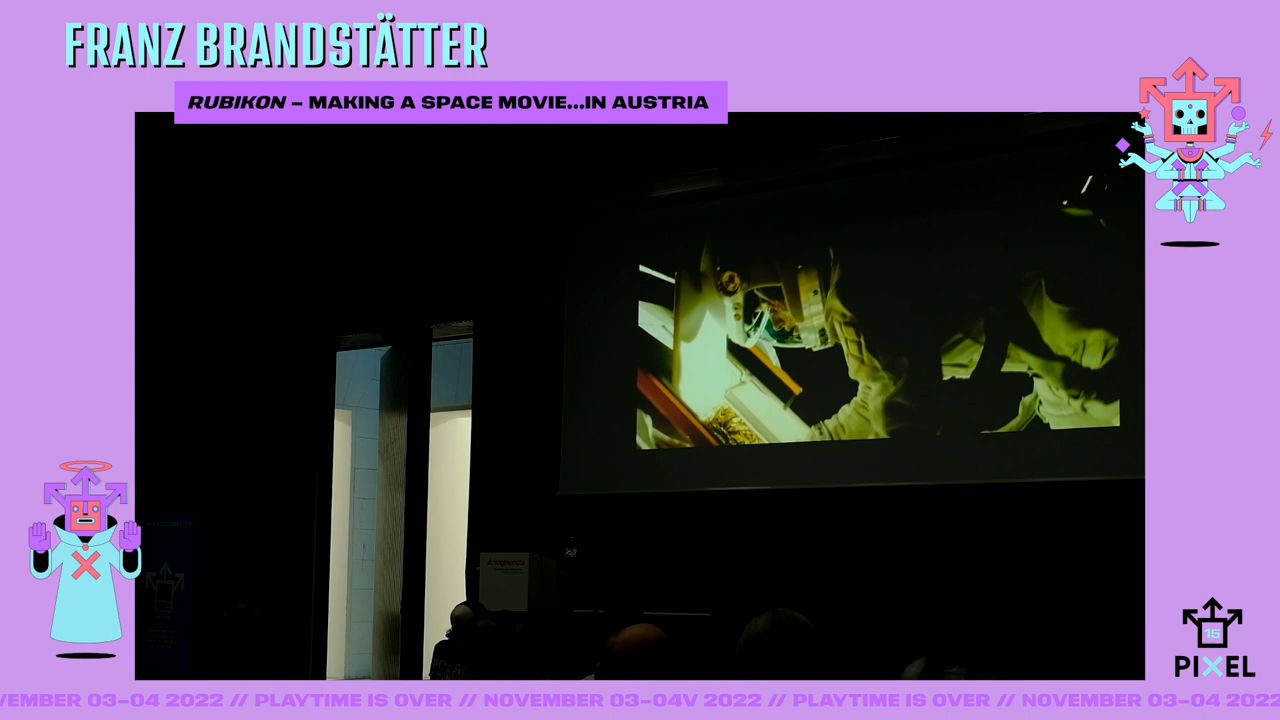 FRANZ BRANDSTÄTTER
RUBIKON – MAKING A SPACE MOVIE...IN AUSTRIA
15
PIXEL
VEMBER 03–04 2022 // PLAYTIME IS OVER // NOVEMBER 03–04V 2022 // PLAYTIME IS OVER // NOVEMBER 03–04 2022